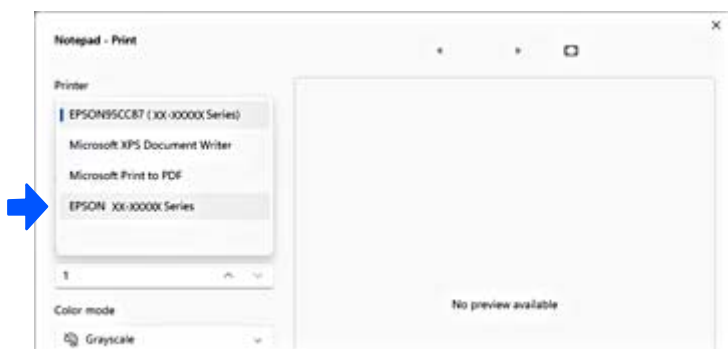 Notepad - Print
Printer
EPSON95CC87 ( XX-XXXXX Series)
Microsoft XPS Document Writer
Microsoft Print to PDF
EPSON XX-XXXXX Series
1
Color mode
Grayscale
No preview available